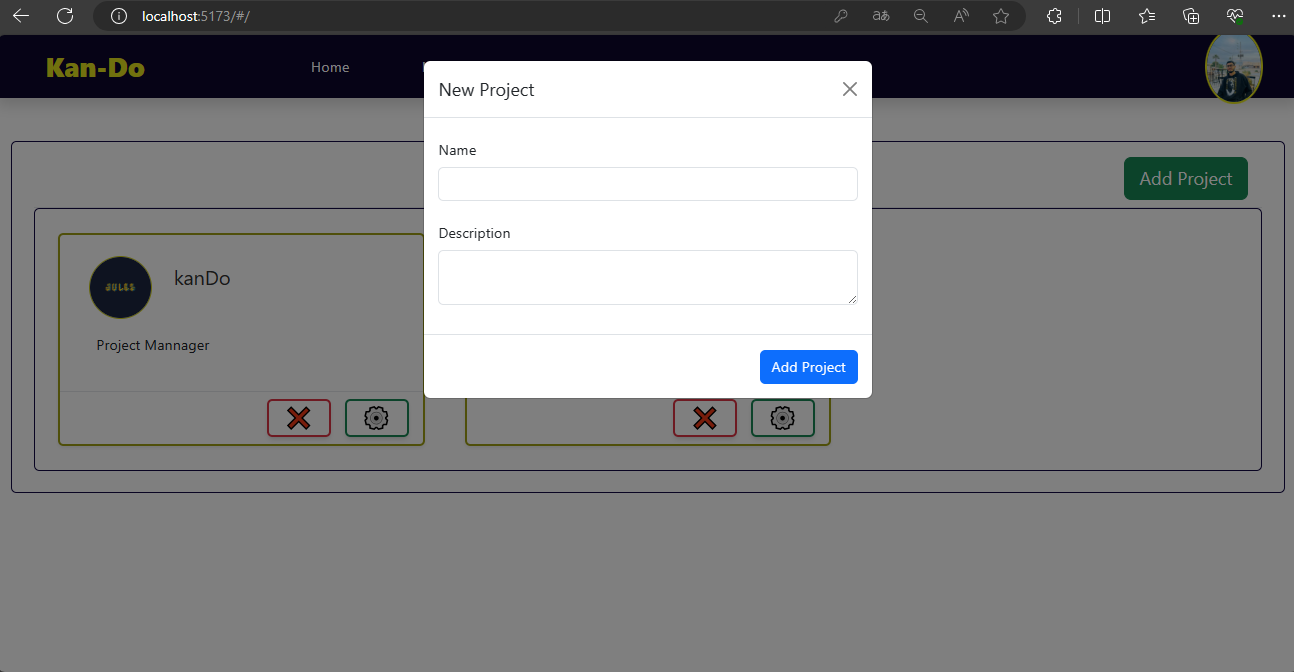 localhost:5173/#/
Kan-Do
Home
New Project
Name
Add Project
Description
JULES
kanDo
Project Mannager
Add Project